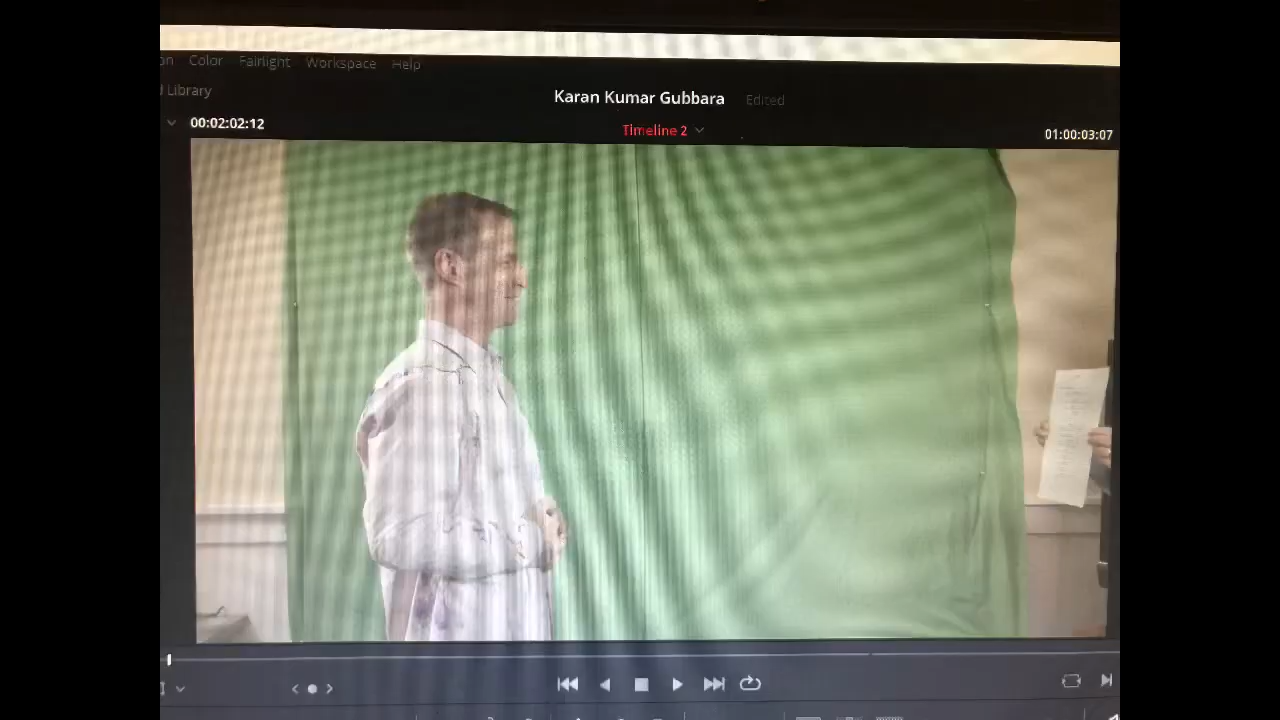 on Color Fairlight Workspace Help
Library
Karan Kumar Gubbara Edited
00:02:02:12
Timeline 2
01:00:03:07